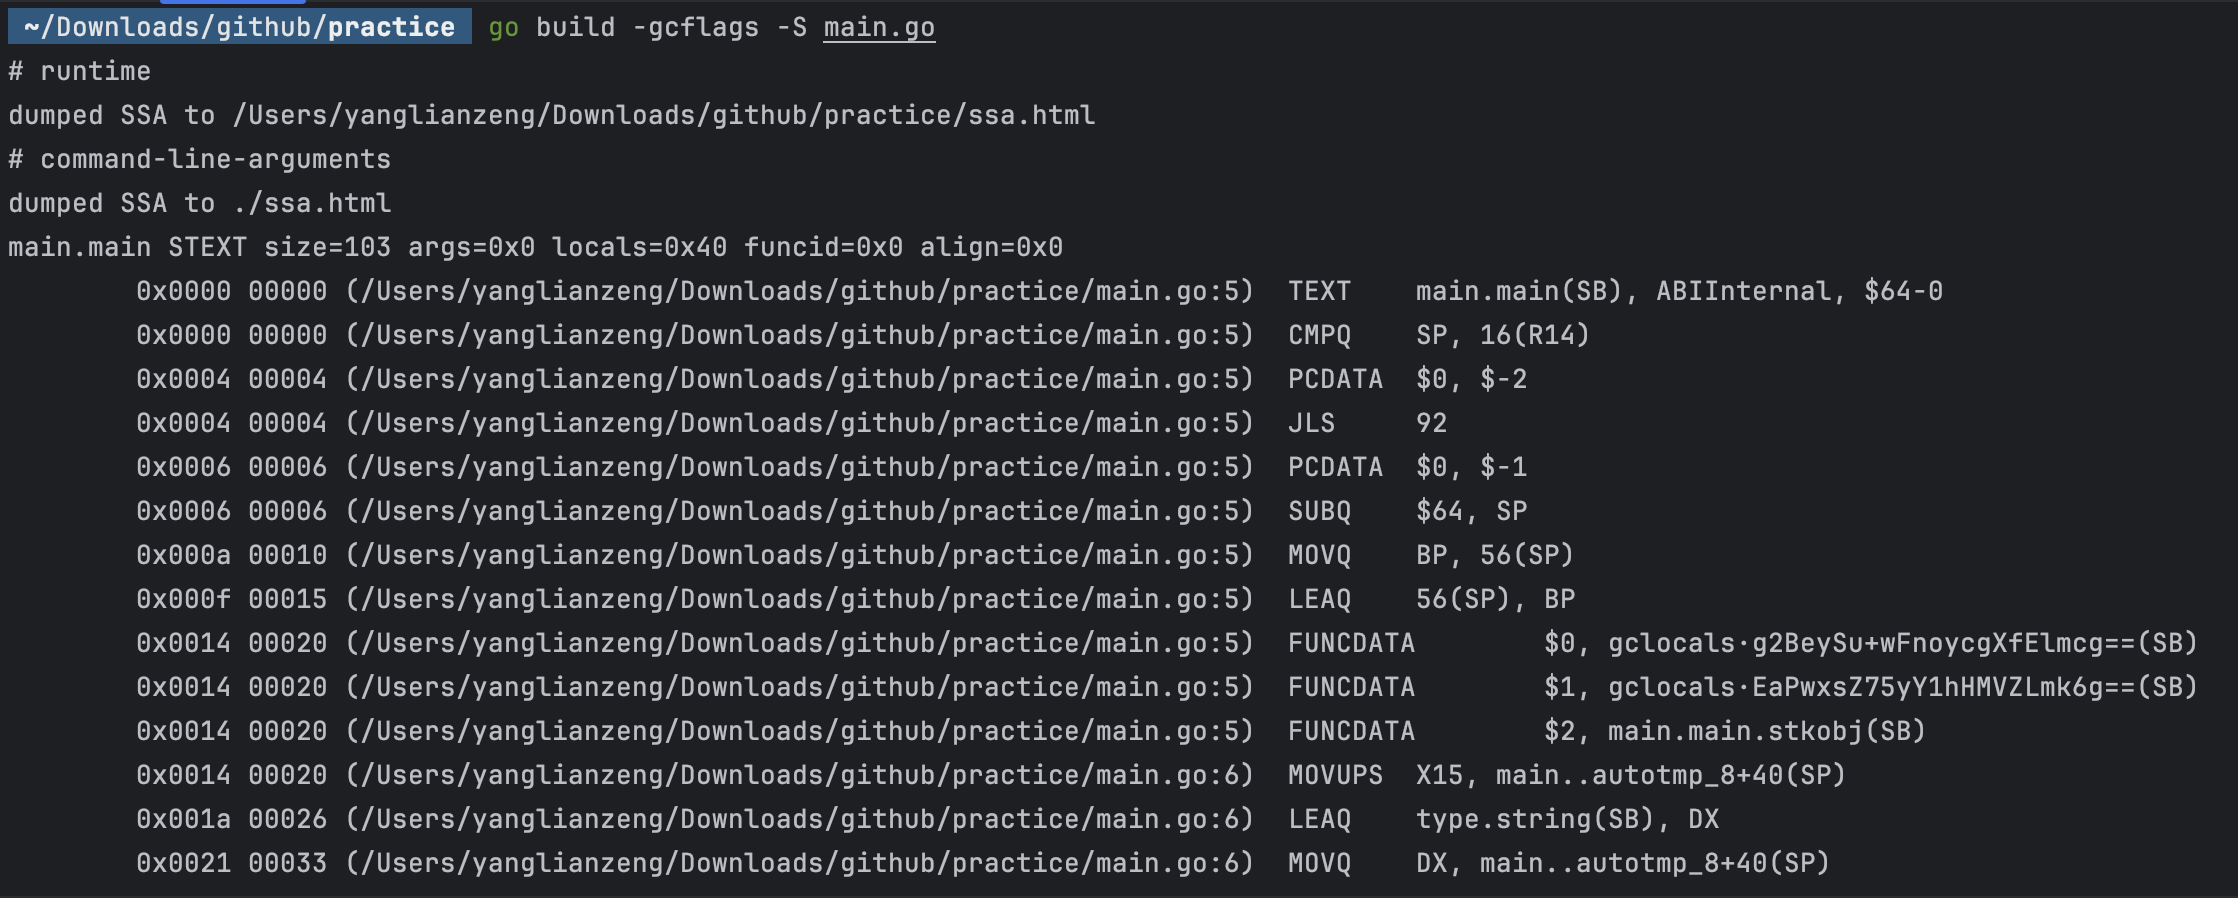 ~/Downloads/github/practice go build -gcflags -S main.go
# runtime
dumped SSA to /Users/yanglianzeng/Downloads/github/practice/ssa.html
# command-line-arguments
dumped SSA to ./ssa.html
main.main STEXT size=103 args=0x0 locals=0x40 funcid=0x0 align=0x0
0x0000 00000 (/Users/yanglianzeng/Downloads/github/practice/main.go:5) TEXT main.main(SB), ABIInternal, $64-0
0x0000 00000 (/Users/yanglianzeng/Downloads/github/practice/main.go:5) CMPQ SP, 16(R14)
0x0004 00004 (/Users/yanglianzeng/Downloads/github/practice/main.go:5) PCDATA $0, $-2
0x0004 00004 (/Users/yanglianzeng/Downloads/github/practice/main.go:5) JLS 92
0x0006 00006 (/Users/yanglianzeng/Downloads/github/practice/main.go:5) PCDATA $0, $-1
0x0006 00006 (/Users/yanglianzeng/Downloads/github/practice/main.go:5) SUBQ $64, SP
0x000a 00010 (/Users/yanglianzeng/Downloads/github/practice/main.go:5) MOVQ BP, 56(SP)
0x000f 00015 (/Users/yanglianzeng/Downloads/github/practice/main.go:5) LEAQ 56(SP), BP
0x0014 00020 (/Users/yanglianzeng/Downloads/github/practice/main.go:5) FUNCDATA $0, gclocals·g2BeySu+wFnoycgXfElmcg==(SB)
0x0014 00020 (/Users/yanglianzeng/Downloads/github/practice/main.go:5) FUNCDATA $1, gclocals·EaPwxsZ75yY1hHMVZLmk6g==(SB)
0x0014 00020 (/Users/yanglianzeng/Downloads/github/practice/main.go:5) FUNCDATA $2, main.main.stkobj(SB)
0x0014 00020 (/Users/yanglianzeng/Downloads/github/practice/main.go:6) MOVUPS X15, main..autotmp_8+40(SP)
0x001a 00026 (/Users/yanglianzeng/Downloads/github/practice/main.go:6) LEAQ type.string(SB), DX
0x0021 00033 (/Users/yanglianzeng/Downloads/github/practice/main.go:6) MOVQ DX, main..autotmp_8+40(SP)